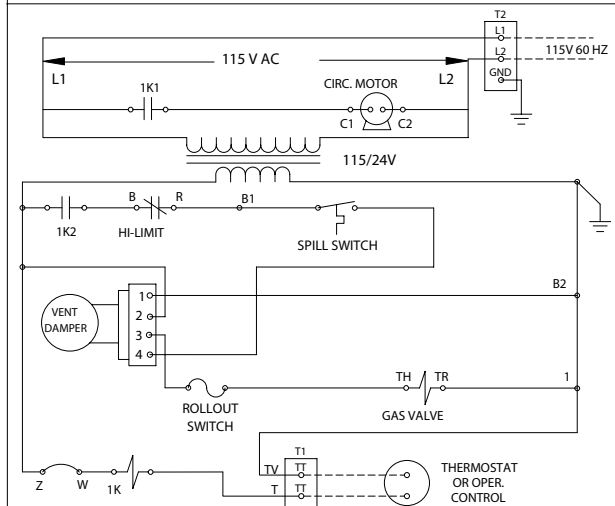 T2
L1
115 V AC
115V 60 HZ
L2
L1
L2
GND
1K1
CIRC. MOTOR
C1
C2
115/24V
B
R
B1
1K2
HI-LIMIT
SPILL SWITCH
B2
1
VENT
DAMPER
2
3
4
TH
TR
1
ROLLOUT
SWITCH
GAS VALVE
T1
TV
TT
THERMOSTAT
OR OPER.
CONTROL
Z
W
1K
T
TT